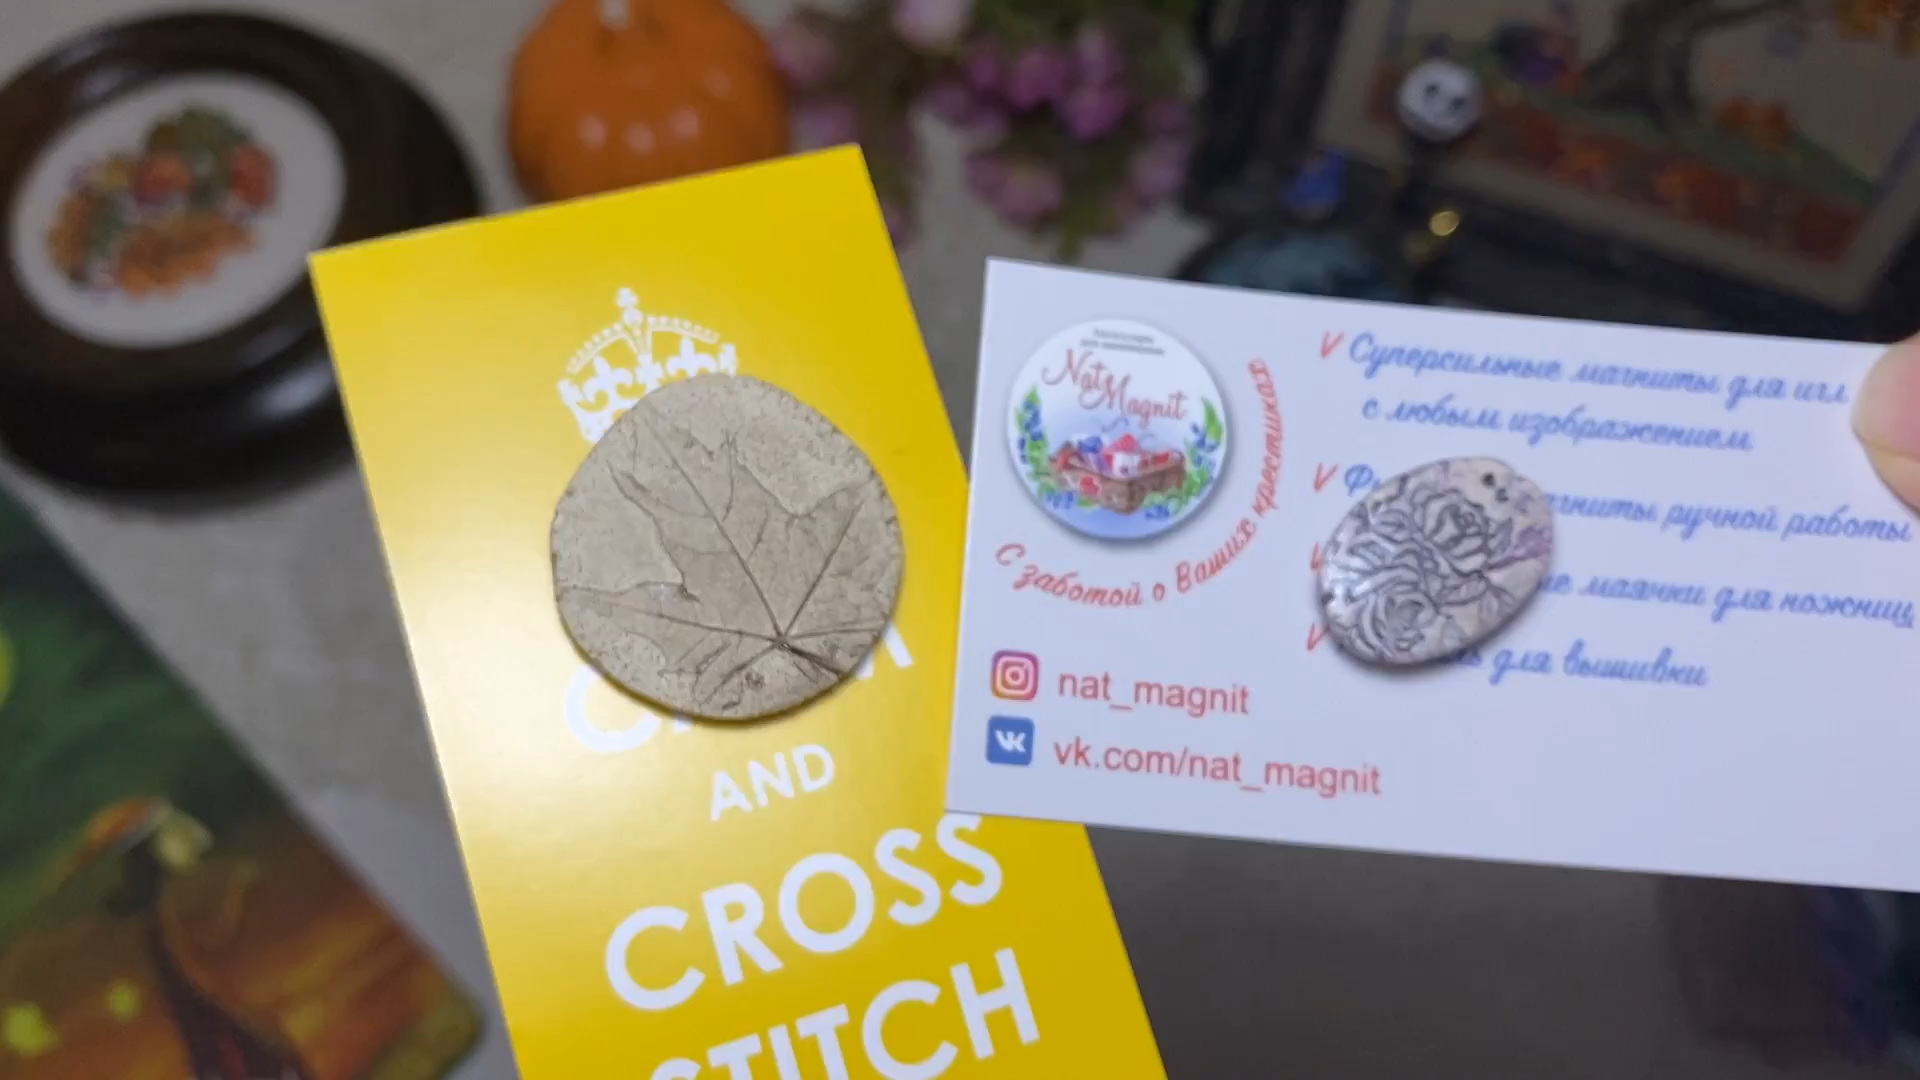 AND
CROSS
STITCH
Nat
Magnit
С заботой о Ваших крестиках
nat_magnit
vk.com/nat_magnit
√ Суперсильные магниты для игл
с любым изображением
√ ручной работы
маячки для ножниц
для вышивки